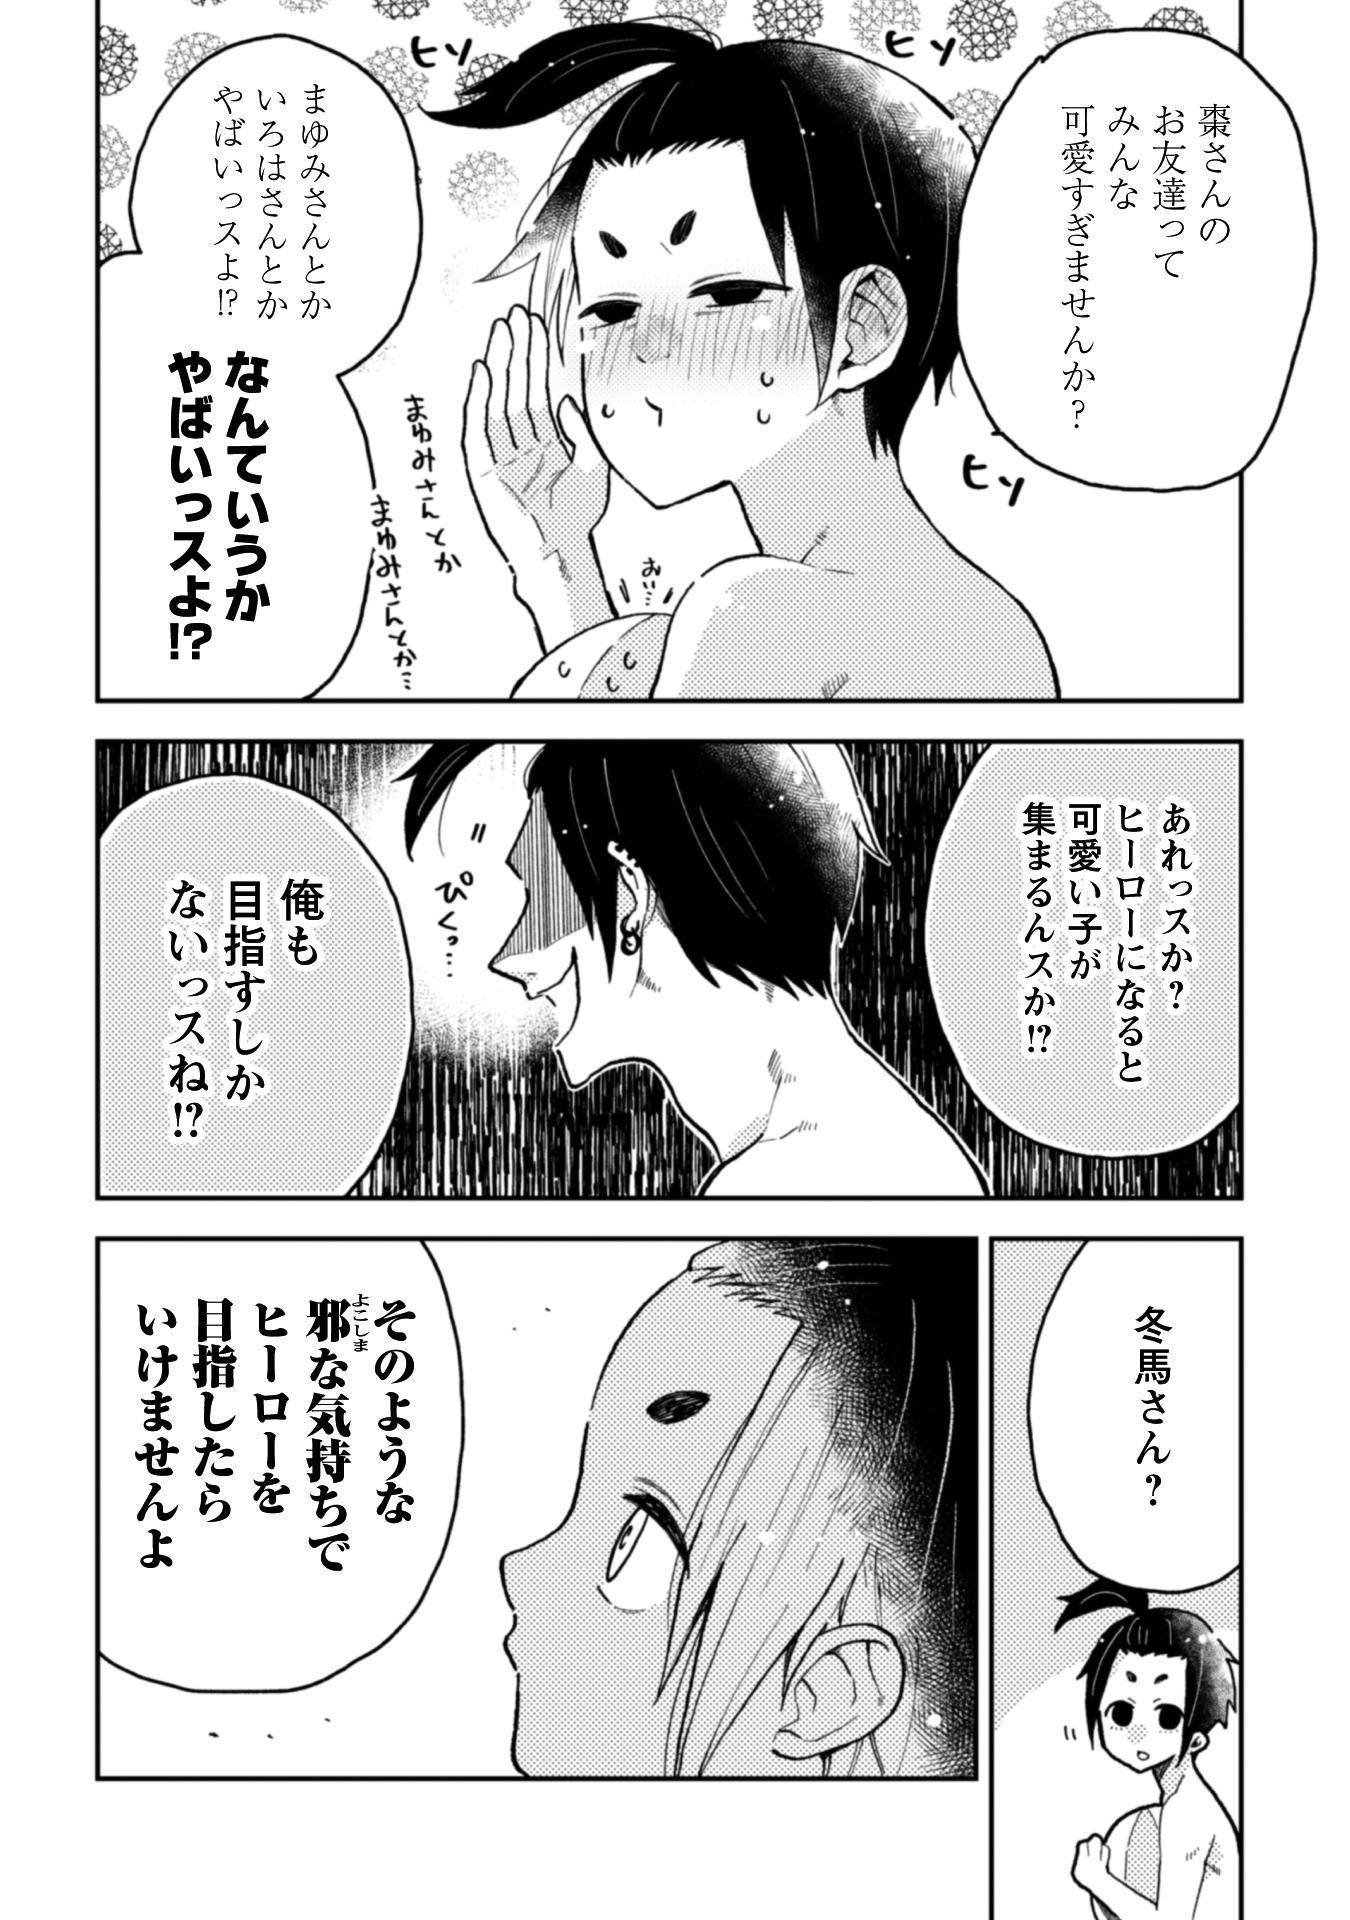 棗さんの
お友達って
みんな
可愛すぎませんか？
ヒソ
ヒソ
ヒソ
まゆみさんとか
いろはさんとか
やばいっスよ!?
なんていうか
やばいっスよ!?
まゆみさんとか
まゆみさんとか…
おい…
あれっスか？
ヒーローになると
可愛い子が
集まるんスか!?
ぴくっ…
俺も
目指すしか
ないっスね!?
冬馬さん？
そのような
邪な気持ちで
よこしま
ヒーローを
目指したら
いけませんよ